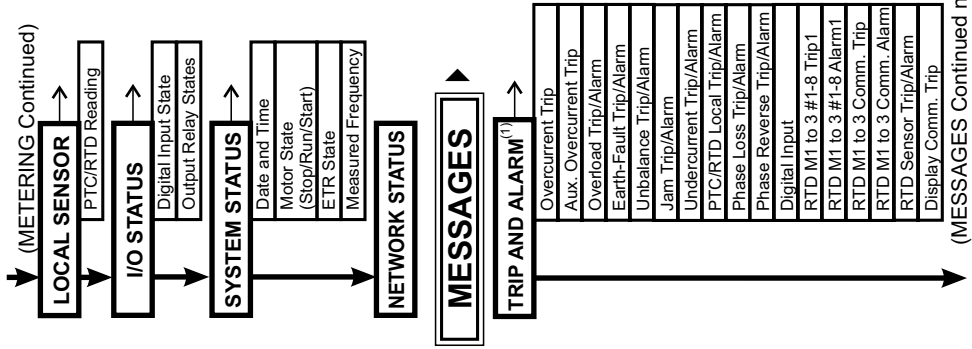 (METERING Continued)
LOCAL SENSOR
PTC/RTD Reading
I/O STATUS
Digital Input State
Output Relay States
SYSTEM STATUS
Date and Time
Motor State
(Stop/Run/Start)
ETR State
Measured Frequency
NETWORK STATUS
MESSAGES
TRIP AND ALARM(1)
Overcurrent Trip
Aux. Overcurrent Trip
Overload Trip/Alarm
Earth-Fault Trip/Alarm
Unbalance Trip/Alarm
Jam Trip/Alarm
Undercurrent Trip/Alarm
PTC/RTD Local Trip/Alarm
Phase Loss Trip/Alarm
Phase Reverse Trip/Alarm
Digital Input
RTD M1 to 3 #1-8 Trip1
RTD M1 to 3 #1-8 Alarm1
RTD M1 to 3 Comm. Trip
RTD M1 to 3 Comm. Alarm
RTD Sensor Trip/Alarm
Display Comm. Trip
(MESSAGES Continued